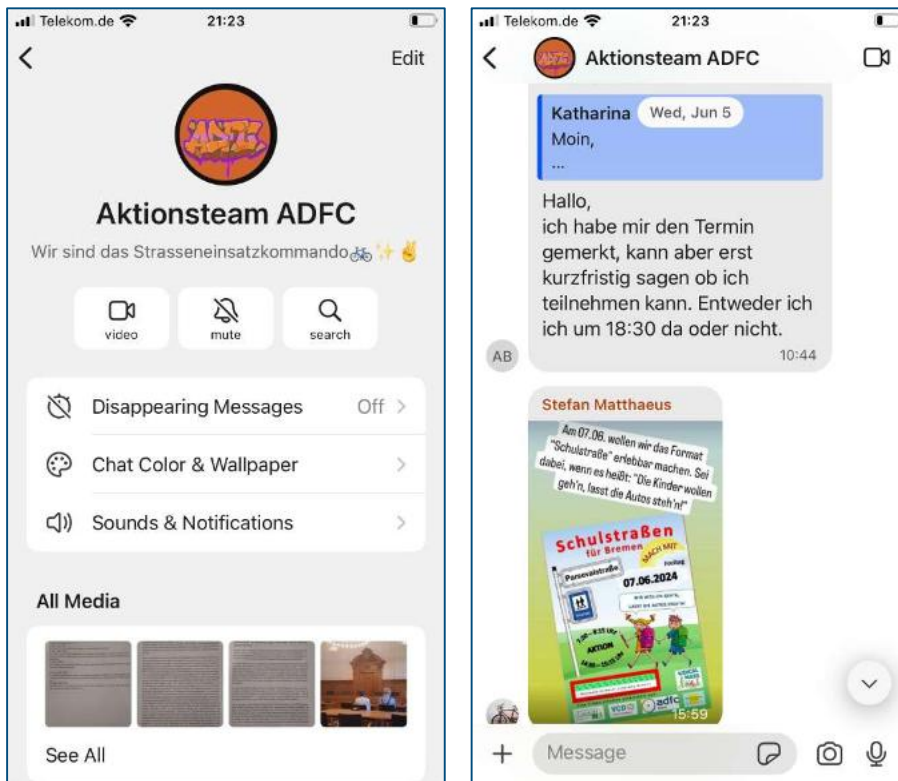 Telekom.de 21:23
Edit
ADFC
Aktionsteam ADFC
Wir sind das Strasseneinsatzkommando🚲✨✌️
video
mute
search
Disappearing Messages Off
Chat Color & Wallpaper
Sounds & Notifications
All Media
See All
Telekom.de 21:23
Aktionsteam ADFC
Katharina
Wed, Jun 5
Moin,
...
Hallo,
ich habe mir den Termin
gemerkt, kann aber erst
kurzfristig sagen ob ich
teilnehmen kann. Entweder ich
ich um 18:30 da oder nicht.
10:44
AB
Stefan Matthaeus
Am 07.06. wollen wir das Format
"Schulstraße" erlebbar machen. Sei
dabei, wenn es heißt: "Die Kinder wollen
geh'n, lasst die Autos steh'n!"
Schulstraßen
für Bremen
MACH MIT
Parsevalstraße
Freitag
07.06.2024
AKTION
VCD
adfc
15:59
Message